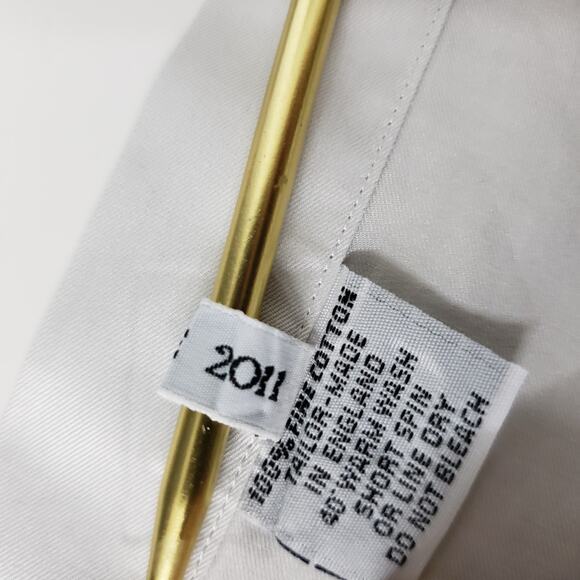 2011
100% FINE COTTON
TAILOR-MADE
IN ENGLAND
40 WARM WASH
SHORT SPIN
OR LINE DRY
DO NOT BLEACH